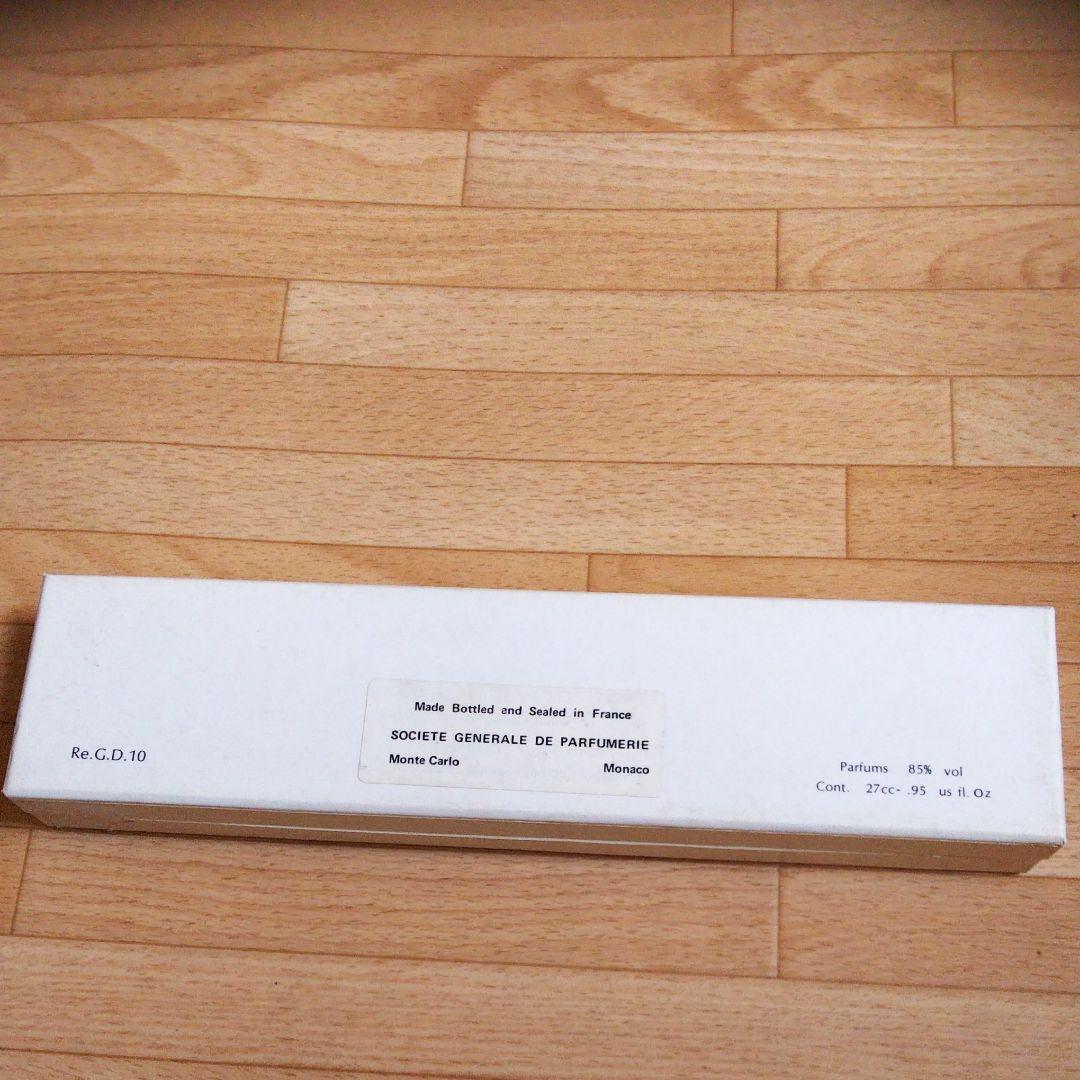 Re.G.D.10
Made Bottled and Sealed in France
SOCIETE GENERALE DE PARFUMERIE
Monte Carlo Monaco
Parfums 85% vol
Cont. 27cc- .95 us fl. Oz